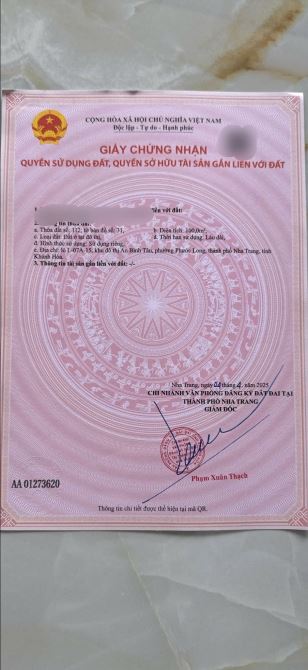 CỘNG HÒA XÃ HỘI CHỦ NGHĨA VIỆT NAM
Độc lập - Tự do - Hạnh phúc
GIẤY CHỨNG NHẬN
QUYỀN SỬ DỤNG ĐẤT, QUYỀN SỞ HỮU TÀI SẢN GẮN LIỀN VỚI ĐẤT
liền với đất:
a. Thửa đất số: 112, tờ bản đồ số: 31, b. Diện tích: 100,0m².
c. Loại đất: Đất ở tại đô thị, d. Thời hạn sử dụng: Lâu dài,
đ. Hình thức sử dụng: Sử dụng riêng,
e. Địa chỉ: lô L-07A-15, khu đô thị An Bình Tân, phường Phước Long, thành phố Nha Trang, tỉnh
Khánh Hòa.
3. Thông tin tài sản gắn liền với đất: -/-
Nha Trang, ngày tháng 4 năm 2025
CHI NHÁNH VĂN PHÒNG ĐĂNG KÝ ĐẤT ĐAI TẠI
THÀNH PHỐ NHA TRANG
GIÁM ĐỐC
Phạm Xuân Thạch
AA 01273620
Thông tin chi tiết được thể hiện tại mã QR.